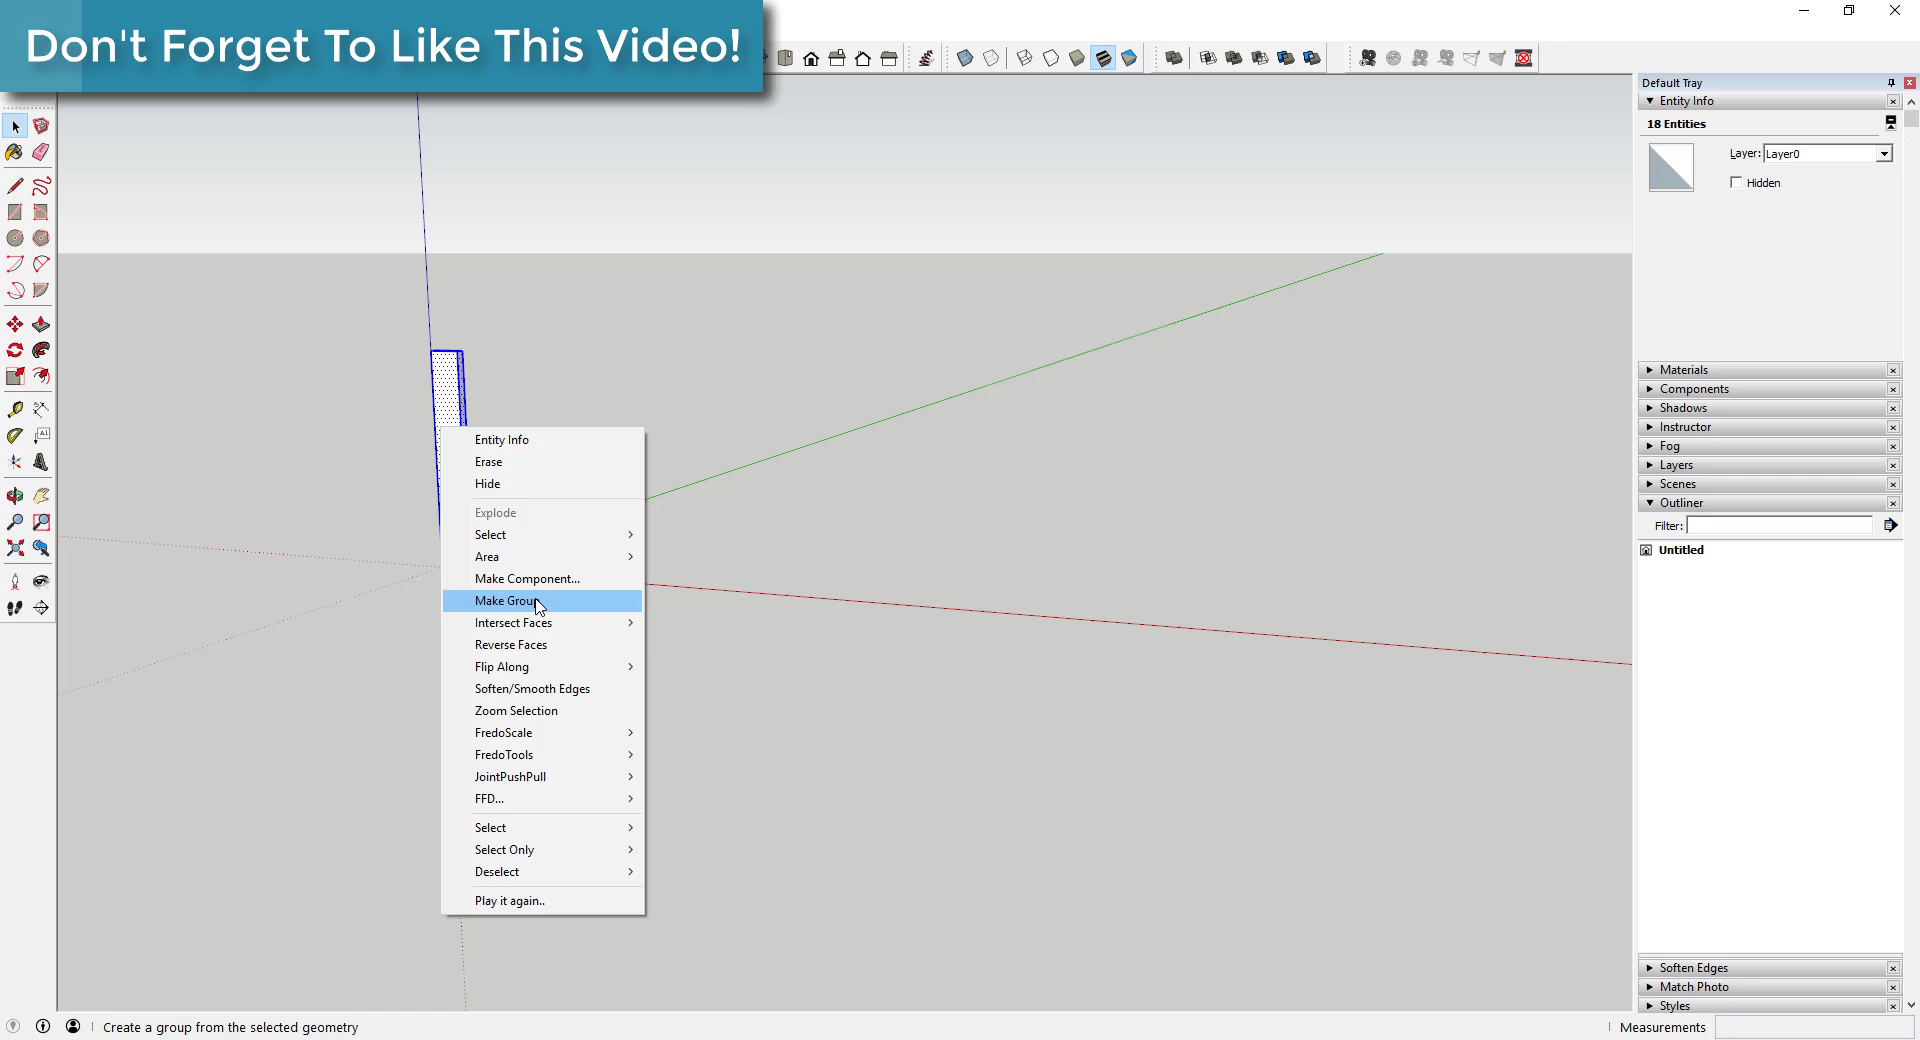 Don't Forget To Like This Video!
Default Tray
Entity Info
18 Entities
Layer: Layer0
Hidden
Materials
Components
Shadows
Instructor
Fog
Layers
Scenes
Outliner
Filter:
Untitled
Soften Edges
Match Photo
Styles
Entity Info
Erase
Hide
Explode
Select
Area
Make Component...
Make Group
Intersect Faces
Reverse Faces
Flip Along
Soften/Smooth Edges
Zoom Selection
FredoScale
FredoTools
JointPushPull
FFD...
Select
Select Only
Deselect
Play it again..
Create a group from the selected geometry
Measurements